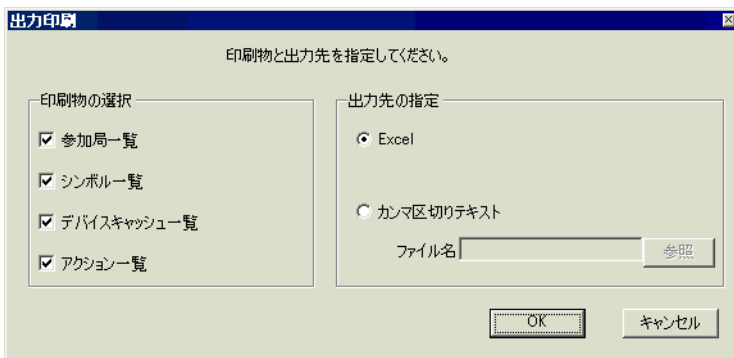 出力印刷
印刷物と出力先を指定してください。
印刷物の選択
参加局一覧
シンボル一覧
デバイスキャッシュ一覧
アクション一覧
出力先の指定
Excel
カンマ区切りテキスト
ファイル名
参照
OK
キャンセル